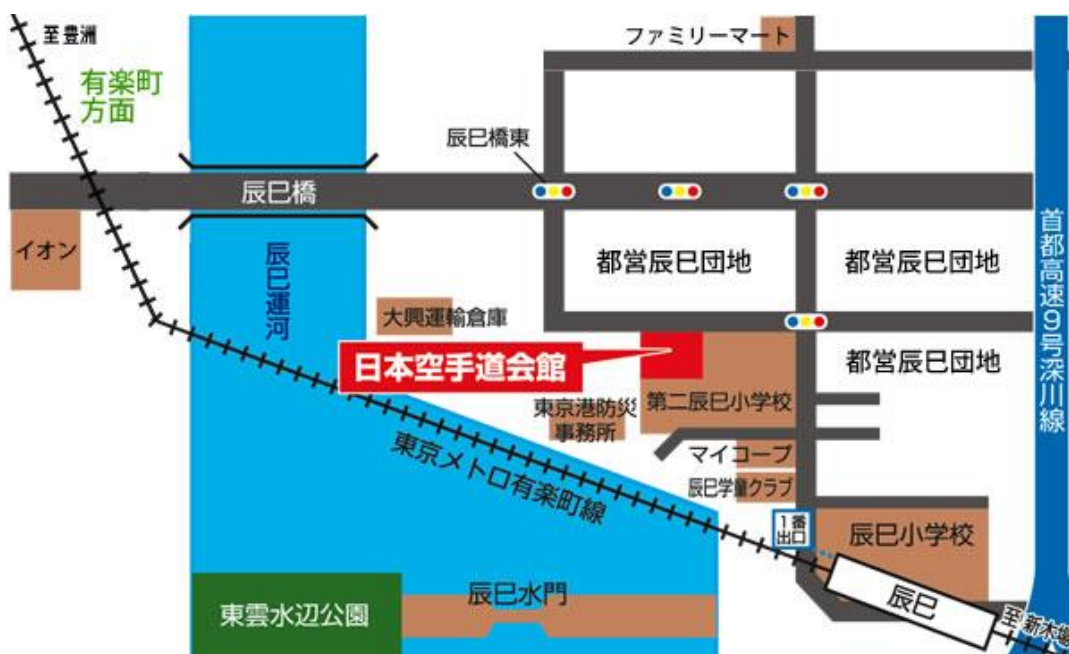 至豊洲
ファミリーマート
有楽町
方面
辰巳橋東
辰巳橋
イオン
辰巳運河
都営辰巳団地
都営辰巳団地
首都高速9号深川線
大興運輸倉庫
日本空手道会館
都営辰巳団地
東京港防災
事務所
第二辰巳小学校
東京メトロ有楽町線
マイコープ
辰巳学童クラブ
1番
出口
辰巳小学校
辰巳水門
東雲水辺公園
辰巳
至新木場